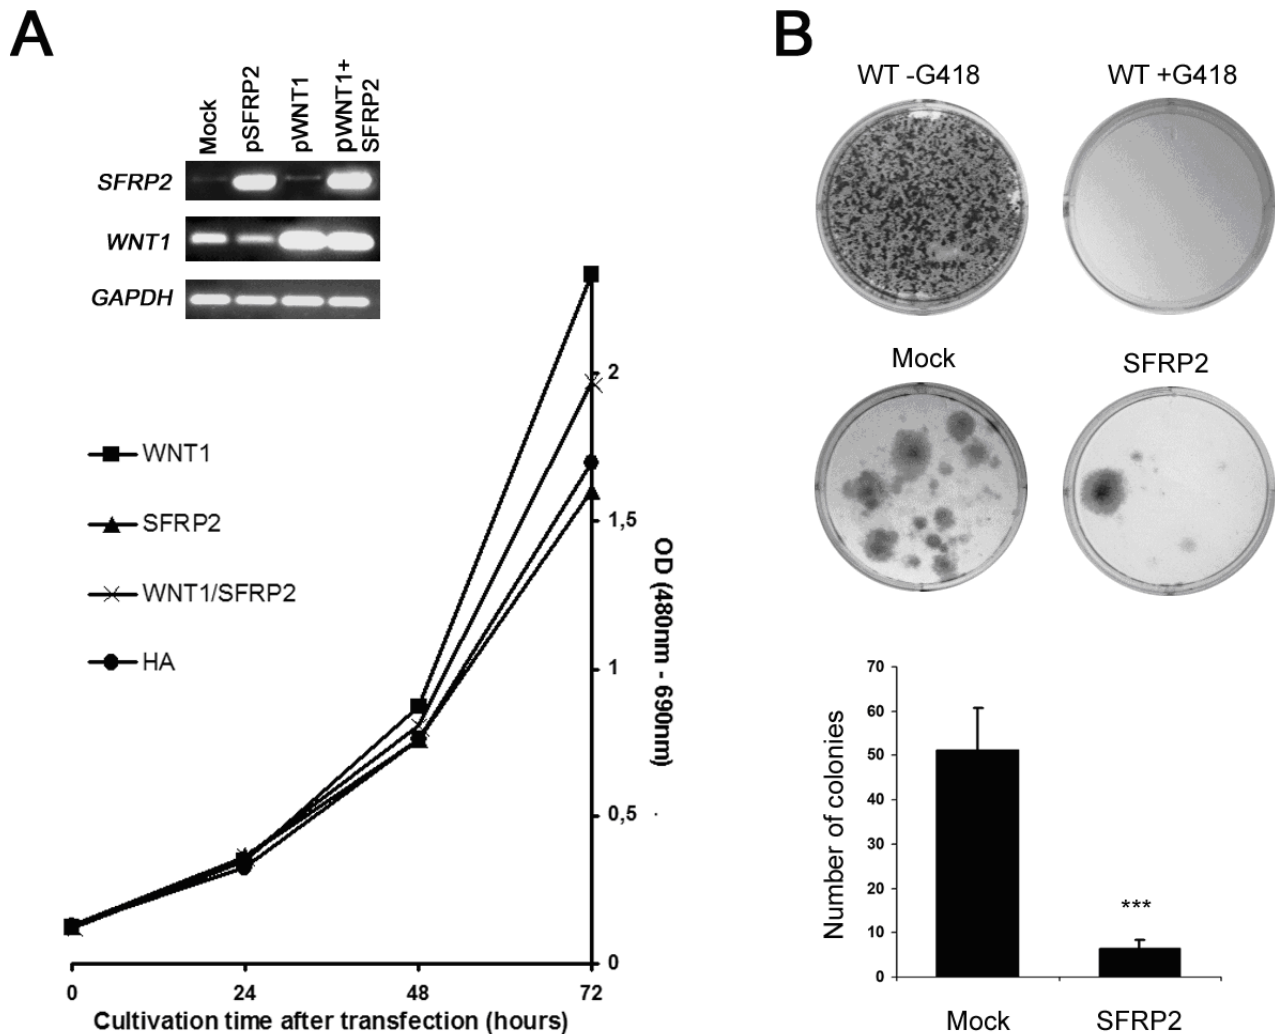 A
Mock
pSFRP2
pWNT1
pWNT1+
SFRP2
SFRP2
WNT1
GAPDH
WNT1
SFRP2
WNT1/SFRP2
HA
2
1,5
1
0,5
0
OD (480nm - 690nm)
0 24 48 72
Cultivation time after transfection (hours)
B
WT -G418 WT +G418
Mock SFRP2
70
60
50
40
30
20
10
0
Number of colonies
***
Mock SFRP2